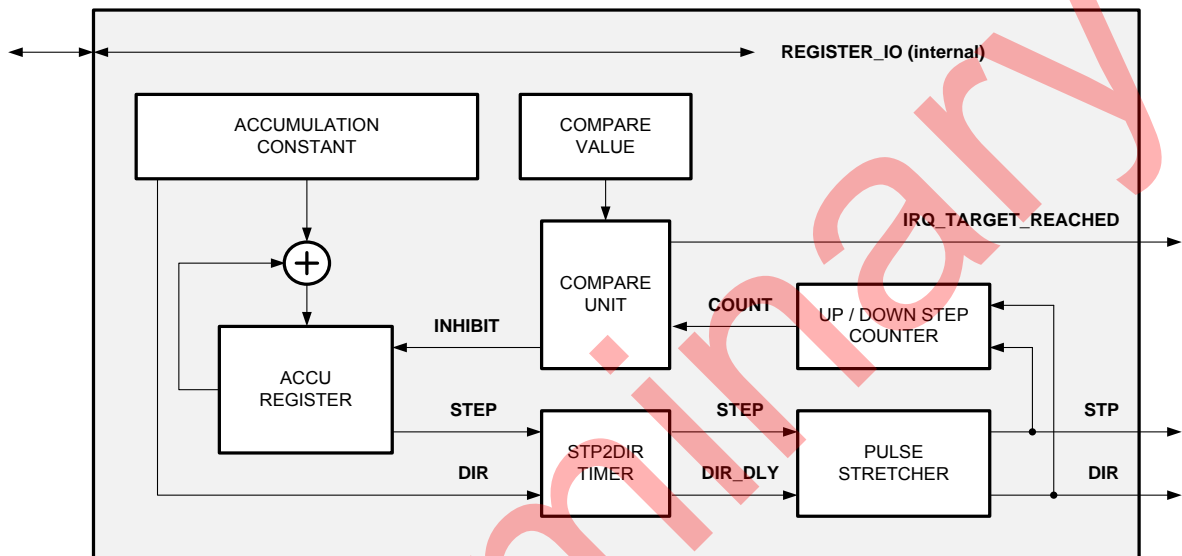 REGISTER_IO (internal)
ACCUMULATION
CONSTANT
COMPARE
VALUE
IRQ_TARGET_REACHED
+
COMPARE
UNIT
COUNT
UP / DOWN STEP
COUNTER
INHIBIT
ACCU
REGISTER
STEP
STP2DIR
TIMER
STEP
PULSE
STRETCHER
STP
DIR
DIR_DLY
DIR
minary